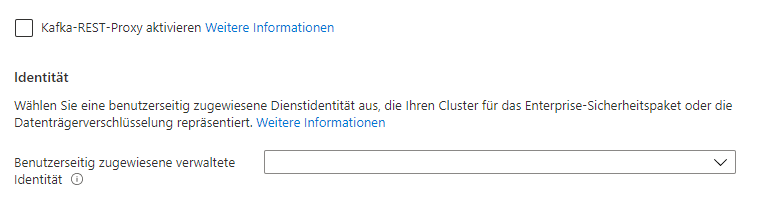 Kafka-REST-Proxy aktivieren Weitere Informationen
Identität
Wählen Sie eine benutzerseitig zugewiesene Dienstidentität aus, die Ihren Cluster für das Enterprise-Sicherheitspaket oder die
Datenträgerverschlüsselung repräsentiert. Weitere Informationen
Benutzerseitig zugewiesene verwaltete
Identität